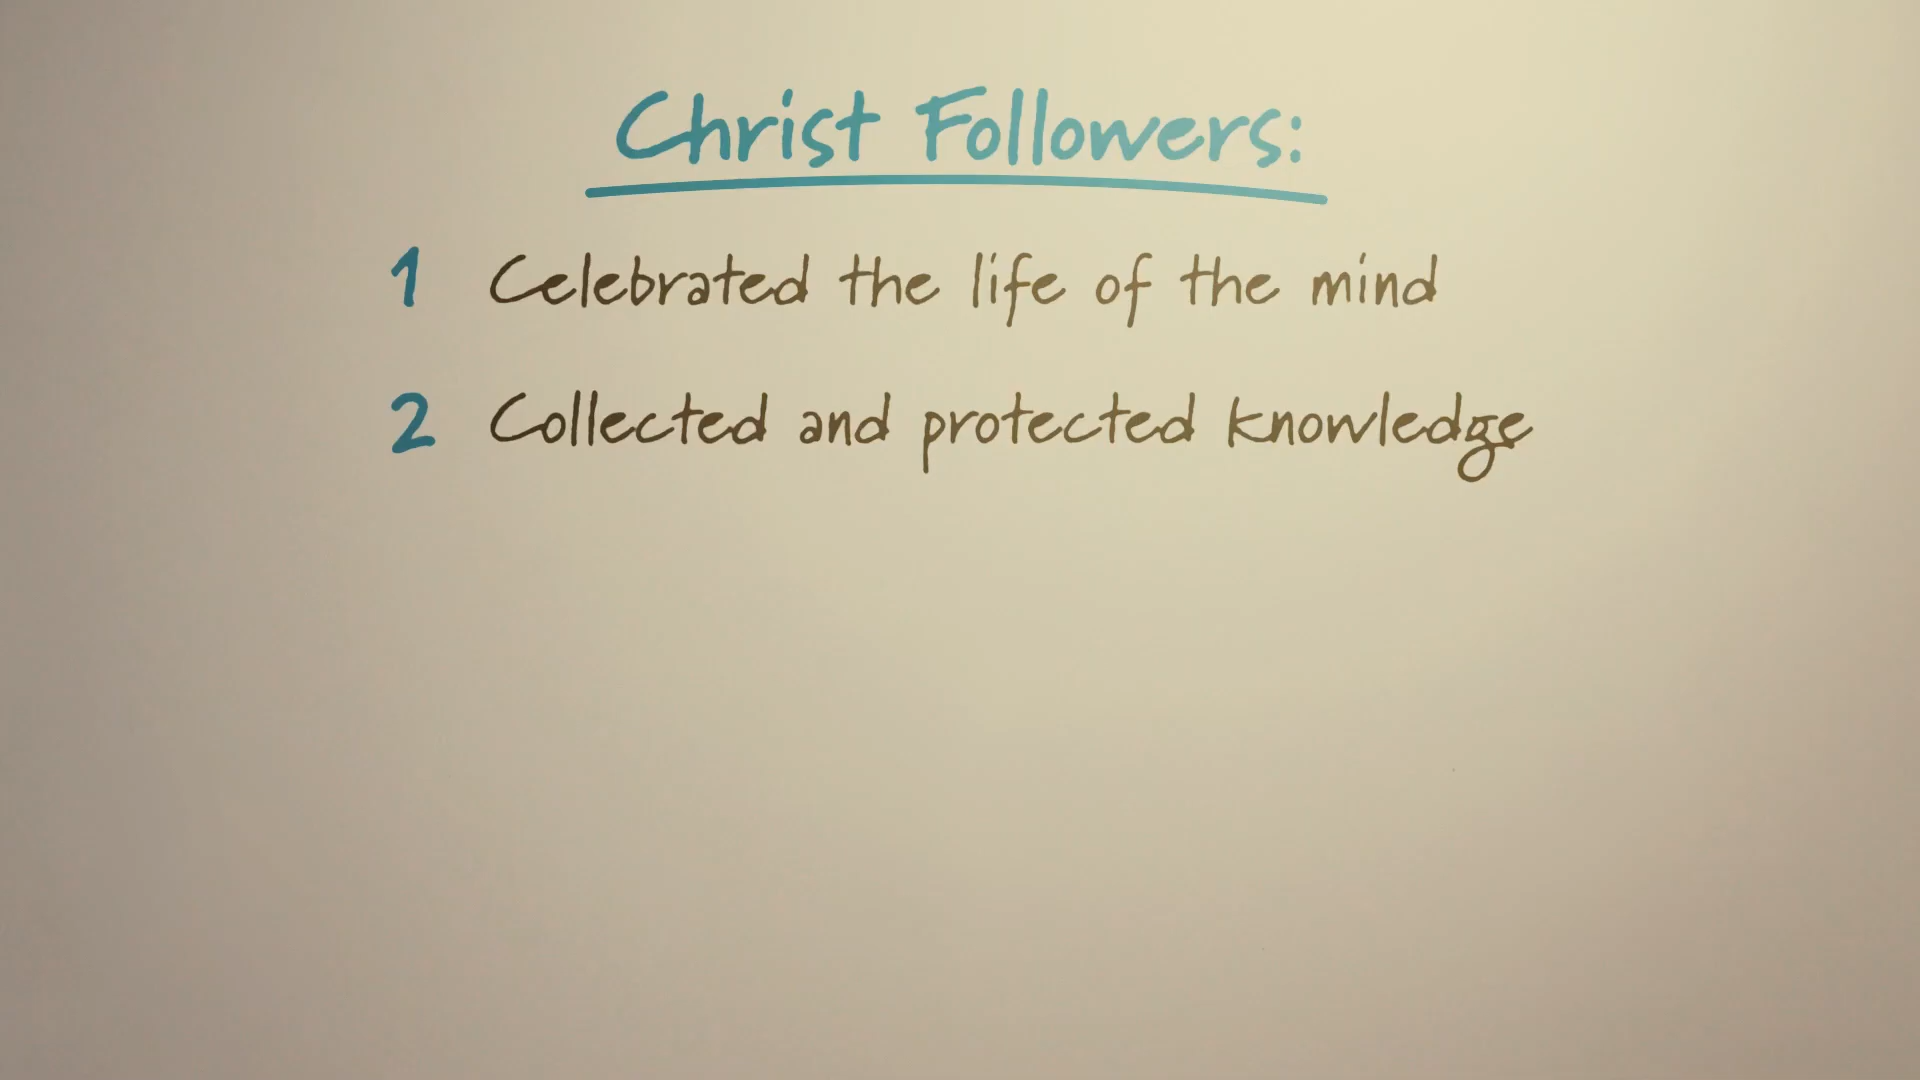 Christ Followers:
1 Celebrated the life of the mind
2 Collected and protected knowledge